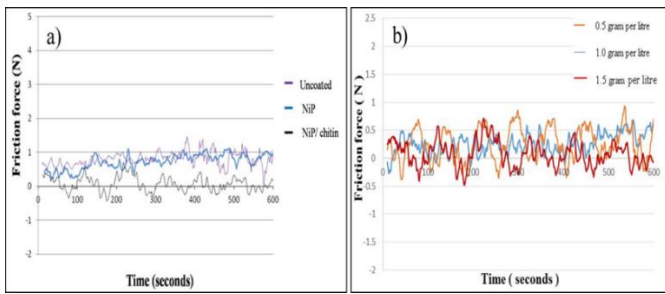 a)
Friction force (N)
5
4
3
2
1
0
-1
-2
0
100
200
300
400
500
600
Time (seconds)
Uncoated
NiP
NiP/ chitin
b)
Friction force ( N )
2.5
2
1.5
1
0.5
0
-0.5
-1
-1.5
-2
0
100
200
300
400
500
600
Time ( seconds )
0.5 gram per litre
1.0 gram per litre
1.5 gram per litre